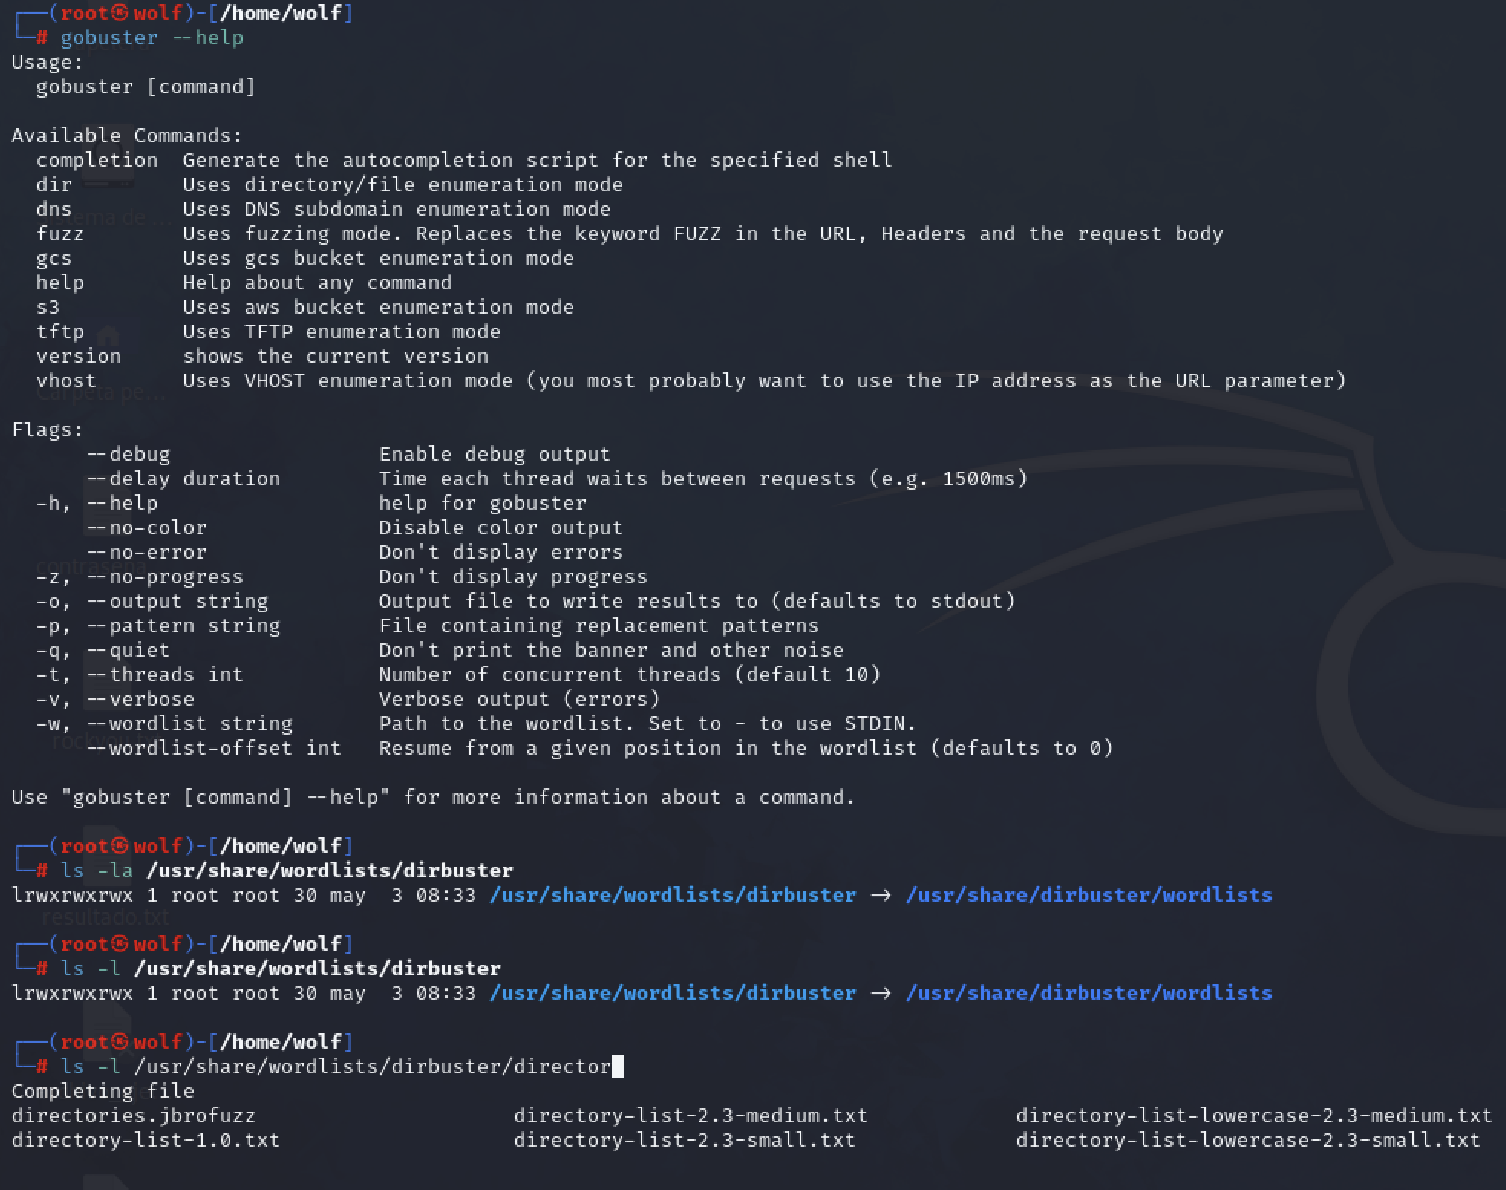 ┌──(root㉿wolf)-[/home/wolf]
└─# gobuster --help
Usage:
  gobuster [command]

Available Commands:
  completion  Generate the autocompletion script for the specified shell
  dir         Uses directory/file enumeration mode
  dns         Uses DNS subdomain enumeration mode
  fuzz        Uses fuzzing mode. Replaces the keyword FUZZ in the URL, Headers and the request body
  gcs         Uses gcs bucket enumeration mode
  help        Help about any command
  s3          Uses aws bucket enumeration mode
  tftp        Uses TFTP enumeration mode
  version     shows the current version
  vhost       Uses VHOST enumeration mode (you most probably want to use the IP address as the URL parameter)
Carpeta pe...

Flags:
      --debug                 Enable debug output
      --delay duration        Time each thread waits between requests (e.g. 1500ms)
  -h, --help                  help for gobuster
      --no-color              Disable color output
      --no-error              Don't display errors
contrasena
  -z, --no-progress           Don't display progress
  -o, --output string         Output file to write results to (defaults to stdout)
  -p, --pattern string        File containing replacement patterns
  -q, --quiet                 Don't print the banner and other noise
  -t, --threads int           Number of concurrent threads (default 10)
  -v, --verbose               Verbose output (errors)
  -w, --wordlist string       Path to the wordlist. Set to - to use STDIN.
rockyou.txt
      --wordlist-offset int   Resume from a given position in the wordlist (defaults to 0)

Use "gobuster [command] --help" for more information about a command.

┌──(root㉿wolf)-[/home/wolf]
└─# ls -la /usr/share/wordlists/dirbuster
lrwxrwxrwx 1 root root 30 may  3 08:33 /usr/share/wordlists/dirbuster → /usr/share/dirbuster/wordlists
resultado.txt

┌──(root㉿wolf)-[/home/wolf]
└─# ls -l /usr/share/wordlists/dirbuster
lrwxrwxrwx 1 root root 30 may  3 08:33 /usr/share/wordlists/dirbuster → /usr/share/dirbuster/wordlists

┌──(root㉿wolf)-[/home/wolf]
└─# ls -l /usr/share/wordlists/dirbuster/director
Completing file
directories.jbrofuzz                     directory-list-2.3-medium.txt            directory-list-lowercase-2.3-medium.txt
directory-list-1.0.txt                   directory-list-2.3-small.txt             directory-list-lowercase-2.3-small.txt